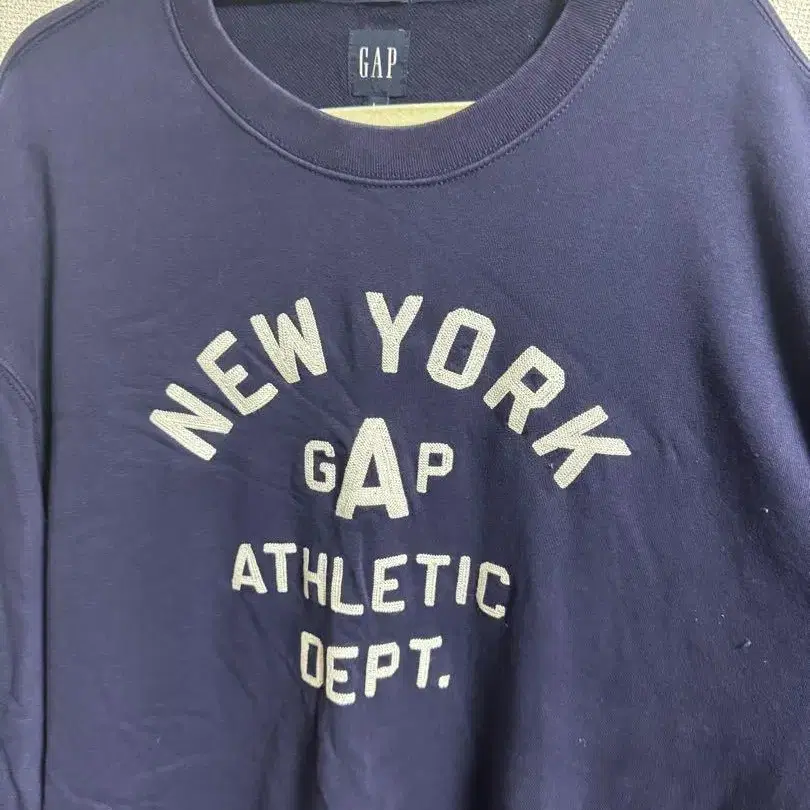 GAP
NEW YORK
GAP
ATHLETIC
DEPT.